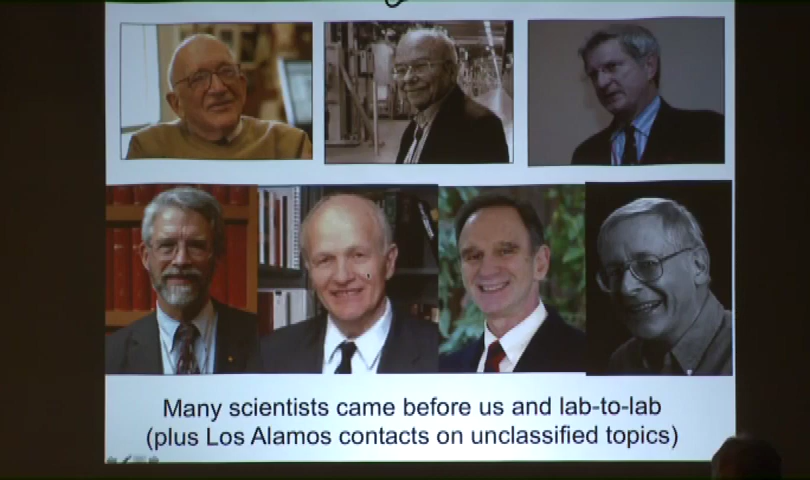 Many scientists came before us and lab-to-lab
(plus Los Alamos contacts on unclassified topics)